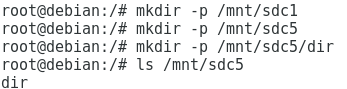 root@debian:/# mkdir -p /mnt/sdc1
root@debian:/# mkdir -p /mnt/sdc5
root@debian:/# mkdir -p /mnt/sdc5/dir
root@debian:/# ls /mnt/sdc5
dir